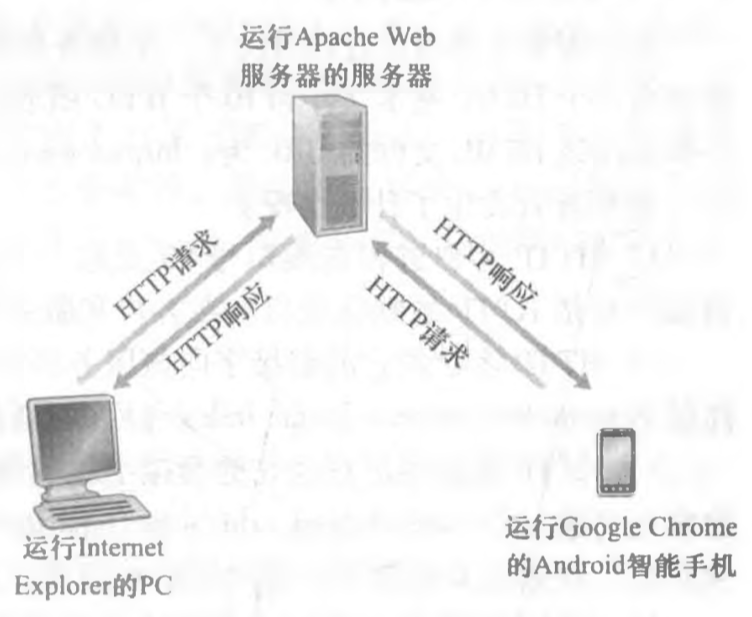 运行Apache Web
服务器的服务器
HTTP请求
HTTP响应
HTTP响应
HTTP请求
运行Internet
Explorer的PC
运行Google Chrome
的Android智能手机